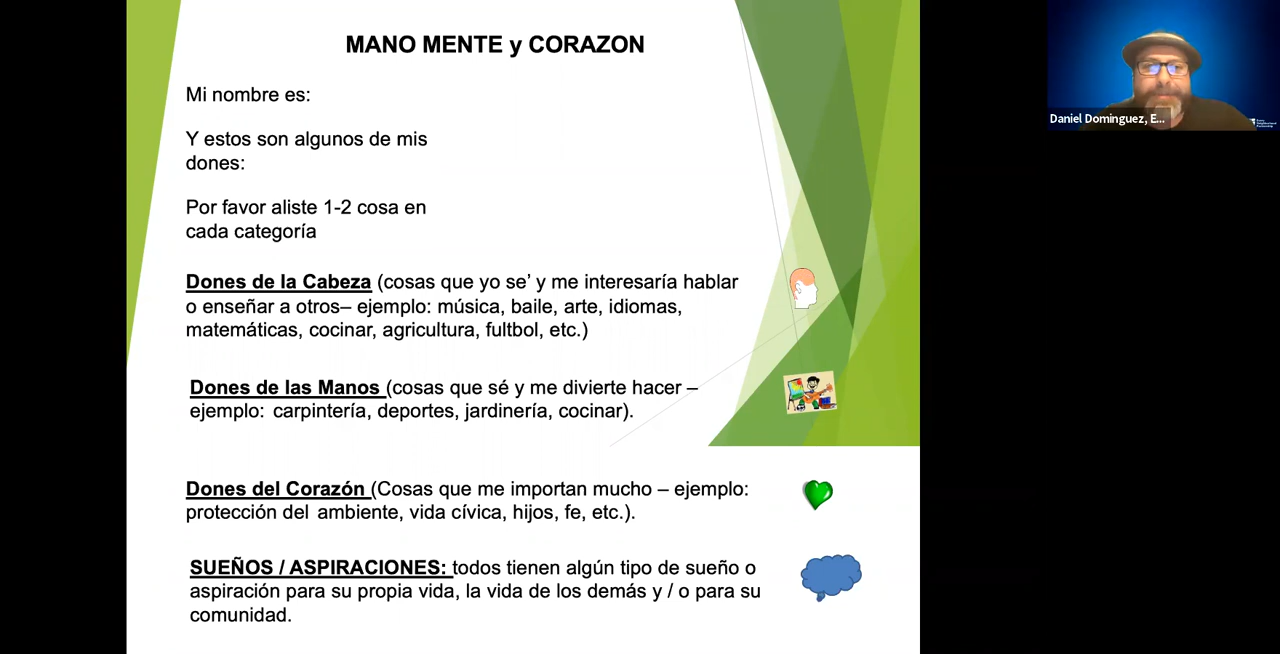 MANO MENTE y CORAZON
Mi nombre es:
Y estos son algunos de mis
dones:
Por favor aliste 1-2 cosa en
cada categoría
Dones de la Cabeza (cosas que yo se’ y me interesaría hablar
o enseñar a otros– ejemplo: música, baile, arte, idiomas,
matemáticas, cocinar, agricultura, fultbol, etc.)
Dones de las Manos (cosas que sé y me divierte hacer –
ejemplo: carpintería, deportes, jardinería, cocinar).
Dones del Corazón (Cosas que me importan mucho – ejemplo:
protección del ambiente, vida cívica, hijos, fe, etc.).
SUEÑOS / ASPIRACIONES: todos tienen algún tipo de sueño o
aspiración para su propia vida, la vida de los demás y / o para su
comunidad.
Daniel Dominguez, E...